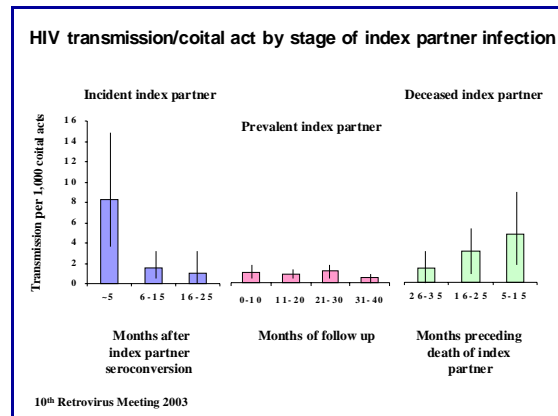 HIV transmission/coital act by stage of index partner infection
Incident index partner
Deceased index partner
Prevalent index partner
Transmission per 1,000 coital acts
16
14
12
10
8
6
4
2
0
~5 6-15 16-25
0-10 11-20 21-30 31-40
26-35 16-25 5-15
Months after
index partner
seroconversion
Months of follow up
Months preceding
death of index
partner
10th Retrovirus Meeting 2003